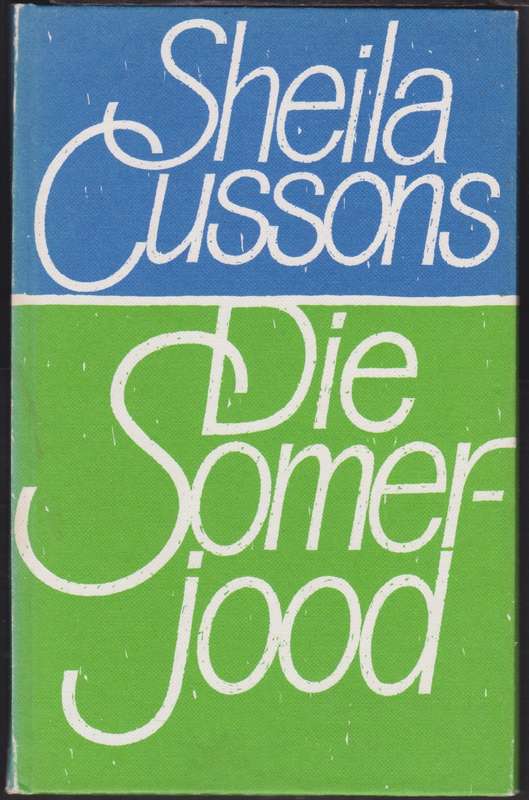 Sheila
Cussons
Die
Somer-
jood